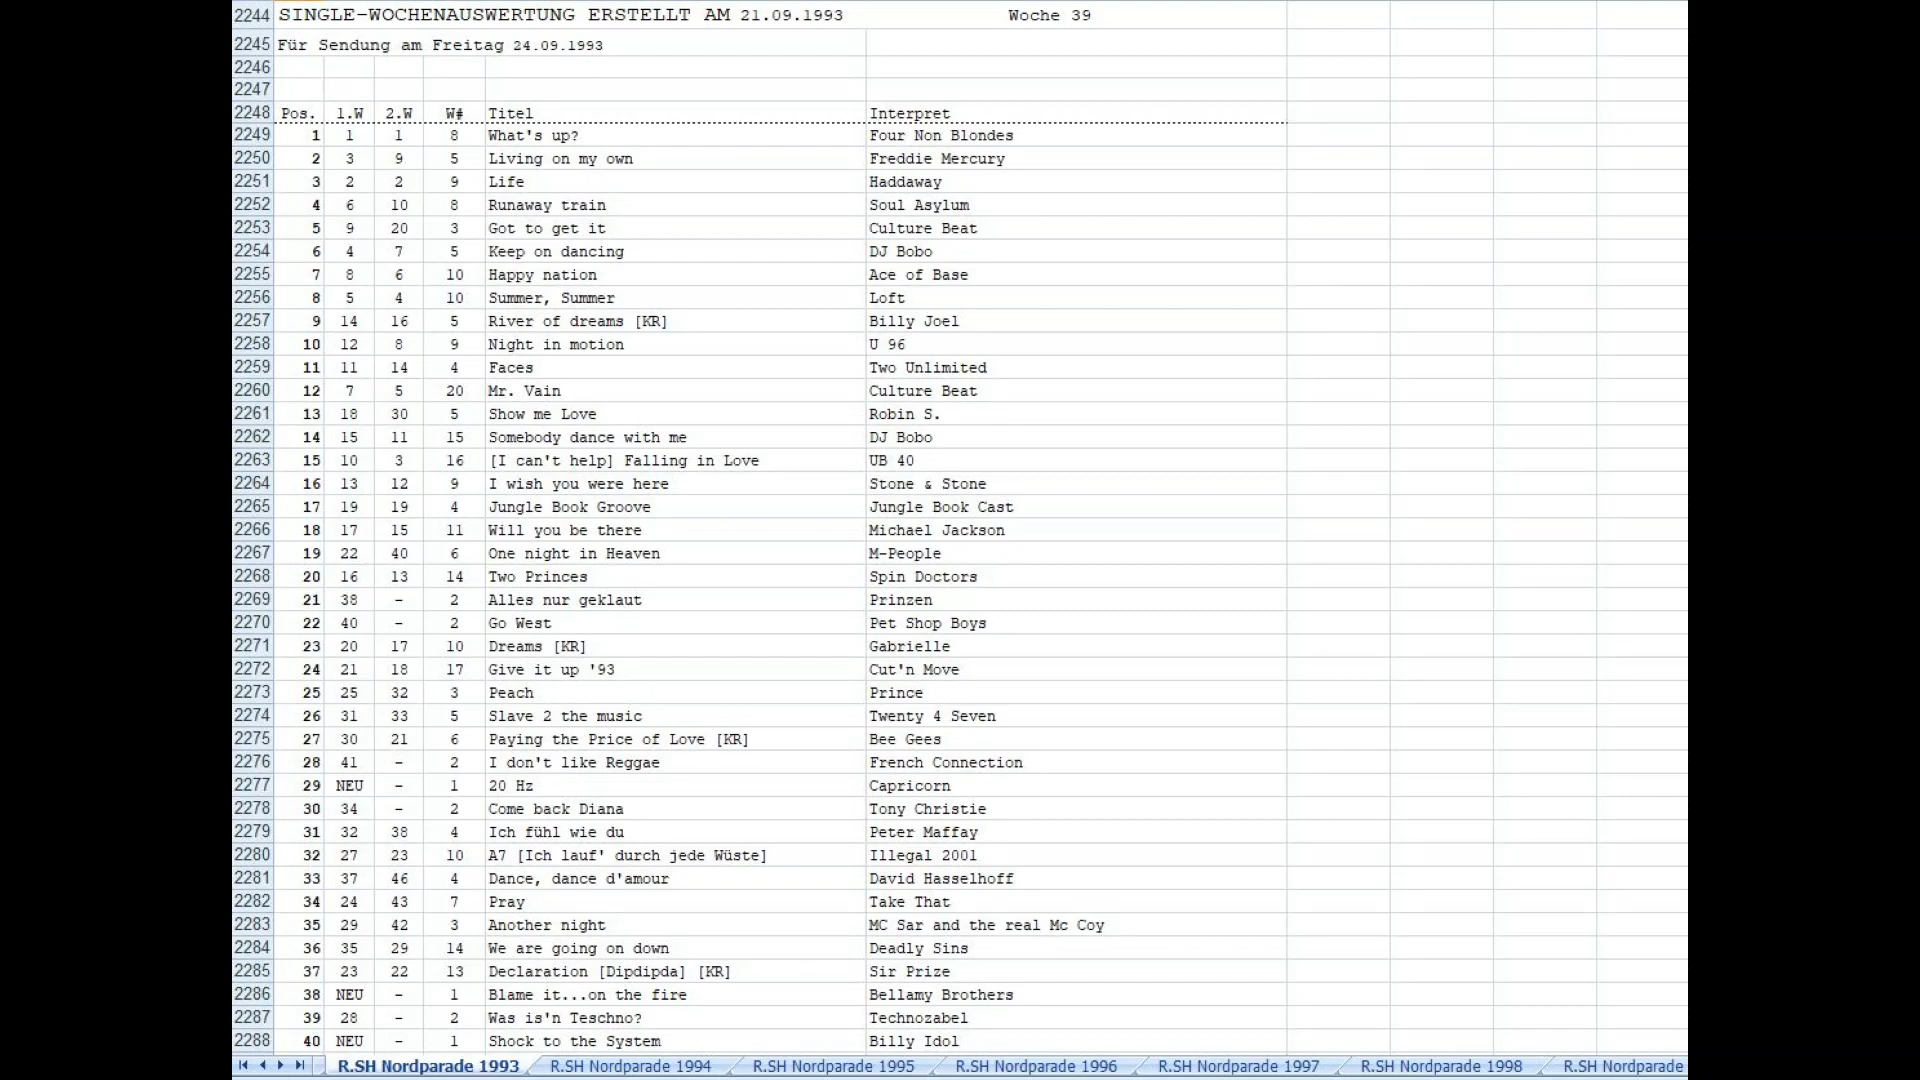 2244 SINGLE-WOCHENAUSWERTUNG ERSTELLT AM 21.09.1993 Woche 39
2245 Für Sendung am Freitag 24.09.1993
2246
2247
2248 Pos. 1.W 2.W W# Titel Interpret
2249 1 1 1 8 What's up? Four Non Blondes
2250 2 3 9 5 Living on my own Freddie Mercury
2251 3 2 2 9 Life Haddaway
2252 4 6 10 8 Runaway train Soul Asylum
2253 5 9 20 3 Got to get it Culture Beat
2254 6 4 7 5 Keep on dancing DJ Bobo
2255 7 8 6 10 Happy nation Ace of Base
2256 8 5 4 10 Summer, Summer Loft
2257 9 14 16 5 River of dreams [KR] Billy Joel
2258 10 12 8 9 Night in motion U 96
2259 11 11 14 4 Faces Two Unlimited
2260 12 7 5 20 Mr. Vain Culture Beat
2261 13 18 30 5 Show me Love Robin S.
2262 14 15 11 15 Somebody dance with me DJ Bobo
2263 15 10 3 16 [I can't help] Falling in Love UB 40
2264 16 13 12 9 I wish you were here Stone & Stone
2265 17 19 19 4 Jungle Book Groove Jungle Book Cast
2266 18 17 15 11 Will you be there Michael Jackson
2267 19 22 40 6 One night in Heaven M-People
2268 20 16 13 14 Two Princes Spin Doctors
2269 21 38 - 2 Alles nur geklaut Prinzen
2270 22 40 - 2 Go West Pet Shop Boys
2271 23 20 17 10 Dreams [KR] Gabrielle
2272 24 21 18 17 Give it up '93 Cut'n Move
2273 25 25 32 3 Peach Prince
2274 26 31 33 5 Slave 2 the music Twenty 4 Seven
2275 27 30 21 6 Paying the Price of Love [KR] Bee Gees
2276 28 41 - 2 I don't like Reggae French Connection
2277 29 NEU - 1 20 Hz Capricorn
2278 30 34 - 2 Come back Diana Tony Christie
2279 31 32 38 4 Ich fühl wie du Peter Maffay
2280 32 27 23 10 A7 [Ich lauf' durch jede Wüste] Illegal 2001
2281 33 37 46 4 Dance, dance d'amour David Hasselhoff
2282 34 24 43 7 Pray Take That
2283 35 29 42 3 Another night MC Sar and the real Mc Coy
2284 36 35 29 14 We are going on down Deadly Sins
2285 37 23 22 13 Declaration [Dipdipda] [KR] Sir Prize
2286 38 NEU - 1 Blame it...on the fire Bellamy Brothers
2287 39 28 - 2 Was is'n Teschno? Technozabel
2288 40 NEU - 1 Shock to the System Billy Idol
R.SH Nordparade 1993 R.SH Nordparade 1994 R.SH Nordparade 1995 R.SH Nordparade 1996 R.SH Nordparade 1997 R.SH Nordparade 1998 R.SH Nordparade